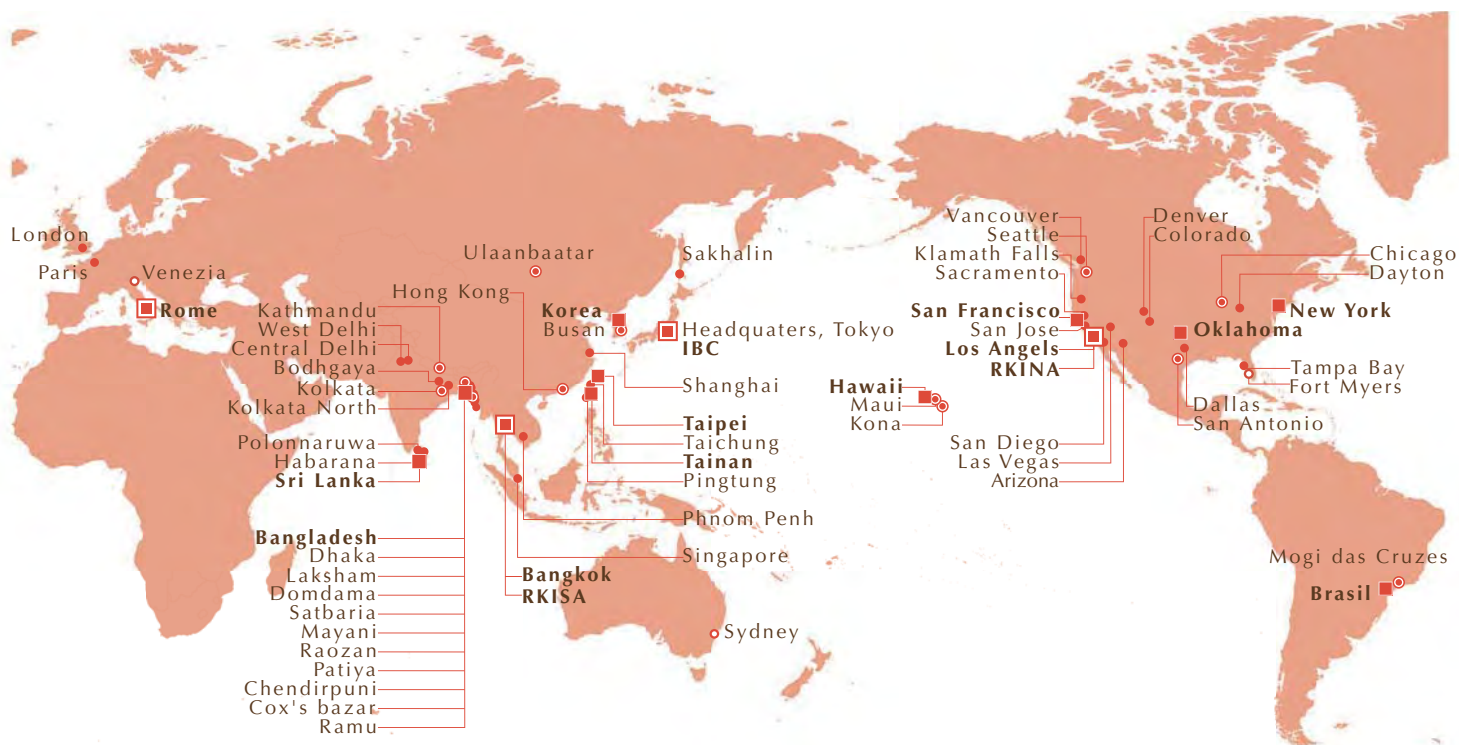 London
Paris
Venezia
Rome
Ulaanbaatar
Sakhalin
Hong Kong
Korea
Busan
Headquaters, Tokyo
IBC
Kathmandu
West Delhi
Central Delhi
Bodhgaya
Kolkata
Kolkata North
Shanghai
Polonnaruwa
Habarana
Sri Lanka
Taipei
Taichung
Tainan
Pingtung
Phnom Penh
Singapore
Bangkok
RKISA
Bangladesh
Dhaka
Laksham
Domdama
Satbaria
Mayani
Raozan
Patiya
Chendirpuni
Cox's bazar
Ramu
Sydney
Vancouver
Seattle
Klamath Falls
Sacramento
San Francisco
San Jose
Los Angels
RKINA
Hawaii
Maui
Kona
San Diego
Las Vegas
Arizona
Denver
Colorado
Chicago
Dayton
New York
Oklahoma
Tampa Bay
Fort Myers
Dallas
San Antonio
Mogi das Cruzes
Brasil